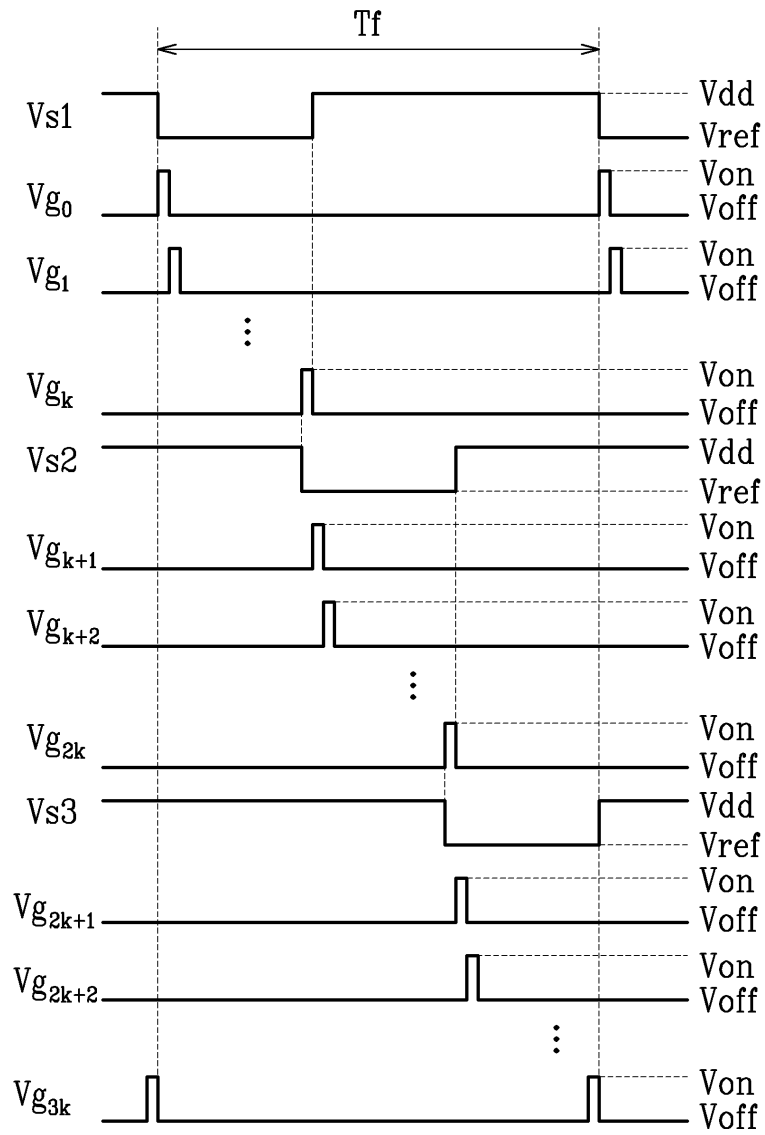 Tf
Vs1 Vdd
Vref
Vg0 Von
Voff
Vg1 Von
Voff
Vgk Von
Voff
Vs2 Vdd
Vref
Vgk+1 Von
Voff
Vgk+2 Von
Voff
Vg2k Von
Voff
Vs3 Vdd
Vref
Vg2k+1 Von
Voff
Vg2k+2 Von
Voff
Vg3k Von
Voff